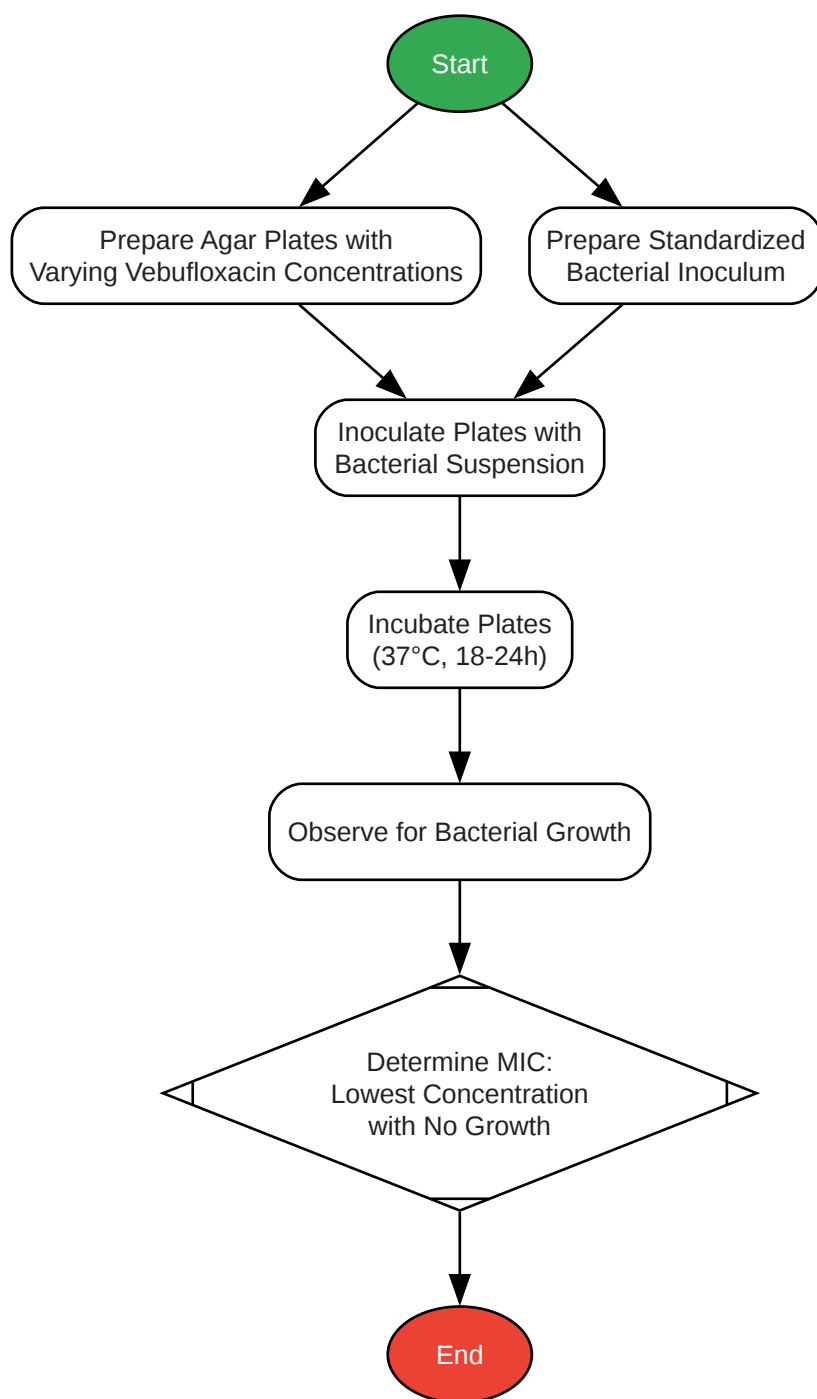 Start
Prepare Agar Plates with
Varying Vebufloxacin Concentrations
Prepare Standardized
Bacterial Inoculum
Inoculate Plates with
Bacterial Suspension
Incubate Plates
(37°C, 18-24h)
Observe for Bacterial Growth
Determine MIC:
Lowest Concentration
with No Growth
End